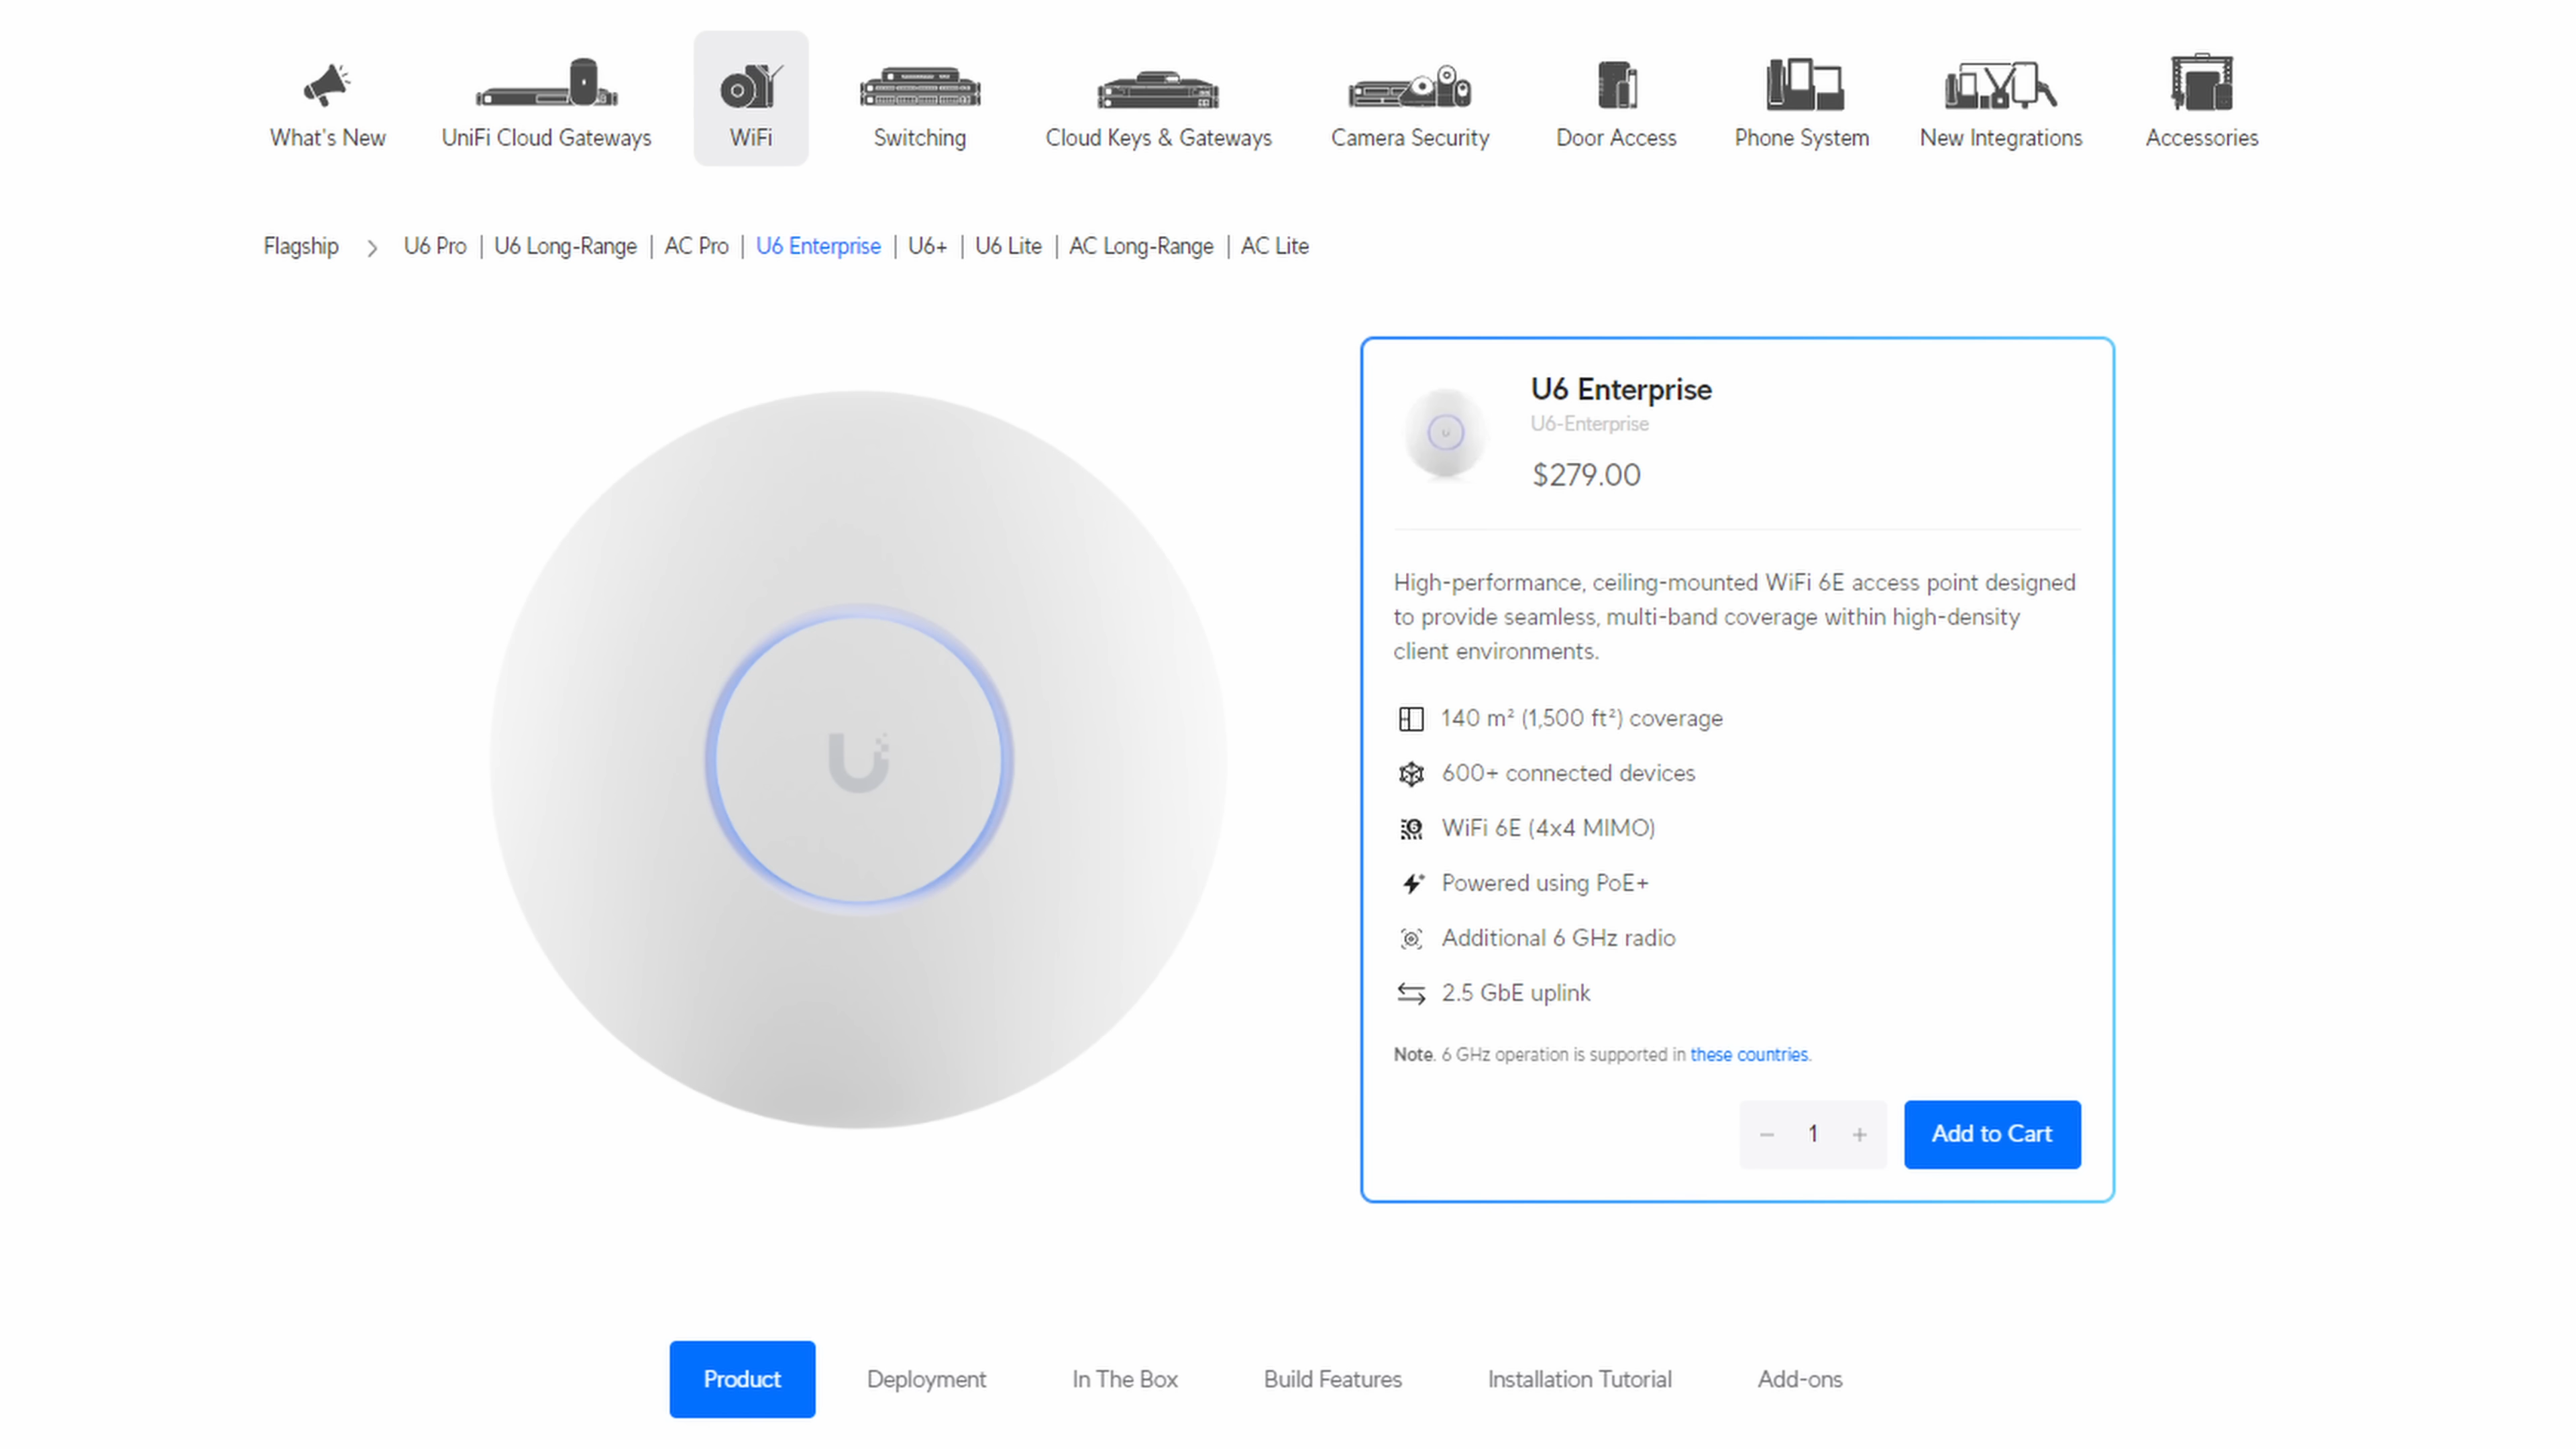 What's New
UniFi Cloud Gateways
WiFi
Switching
Cloud Keys & Gateways
Camera Security
Door Access
Phone System
New Integrations
Accessories
Flagship > U6 Pro | U6 Long-Range | AC Pro | U6 Enterprise | U6+ | U6 Lite | AC Long-Range | AC Lite
U6 Enterprise
U6-Enterprise
$279.00
High-performance, ceiling-mounted WiFi 6E access point designed
to provide seamless, multi-band coverage within high-density
client environments.
140 m² (1,500 ft²) coverage
600+ connected devices
WiFi 6E (4x4 MIMO)
Powered using PoE+
Additional 6 GHz radio
2.5 GbE uplink
Note. 6 GHz operation is supported in these countries.
− 1 +
Add to Cart
Product
Deployment
In The Box
Build Features
Installation Tutorial
Add-ons